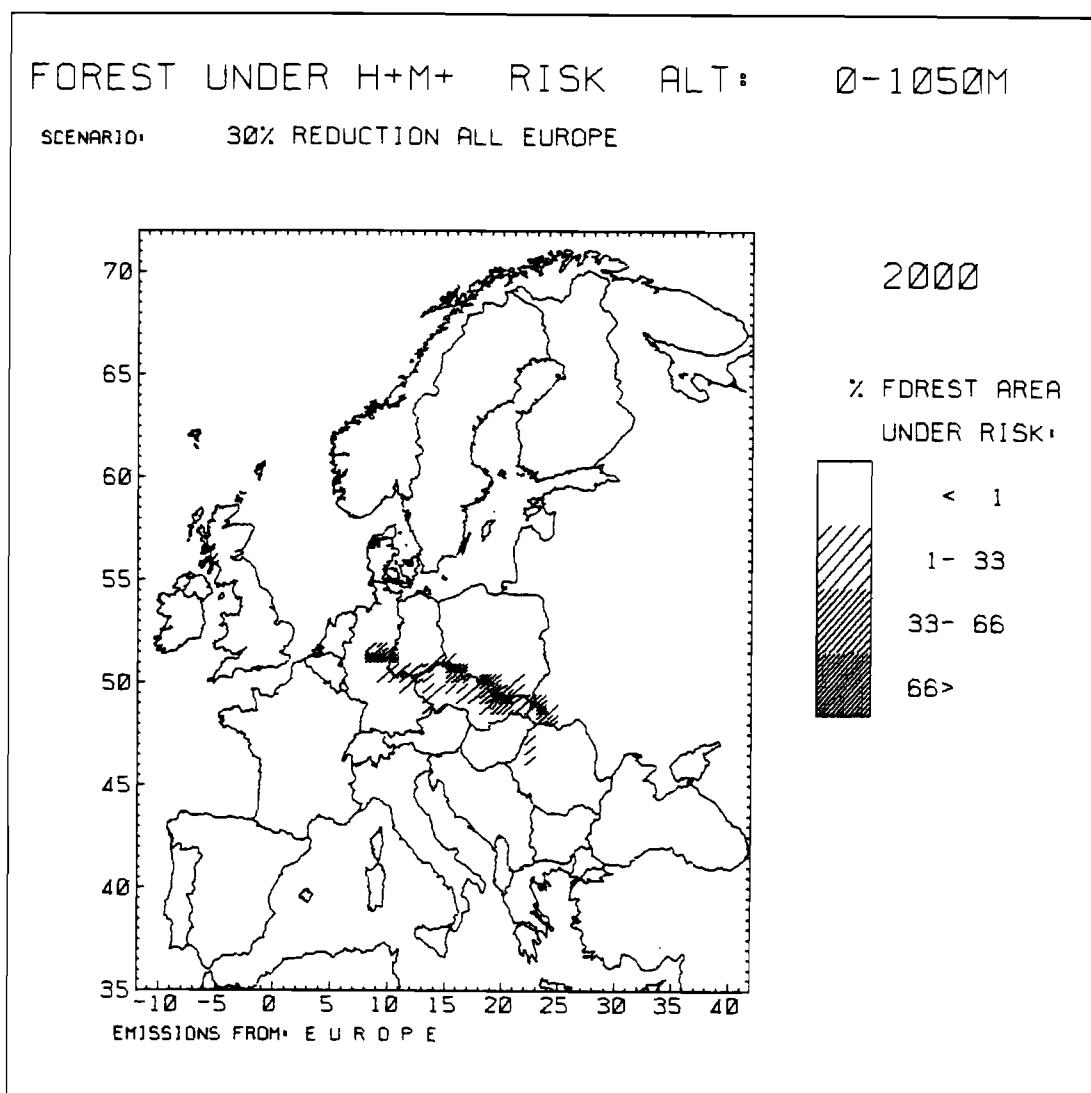 FOREST UNDER H+M+ RISK ALT: 0-1050M
SCENARIO: 30% REDUCTION ALL EUROPE
2000
% FOREST AREA
UNDER RISK:
< 1
1- 33
33- 66
66>
70
65
60
55
50
45
40
35
-10 -5 0 5 10 15 20 25 30 35 40
EMISSIONS FROM: E U R O P E